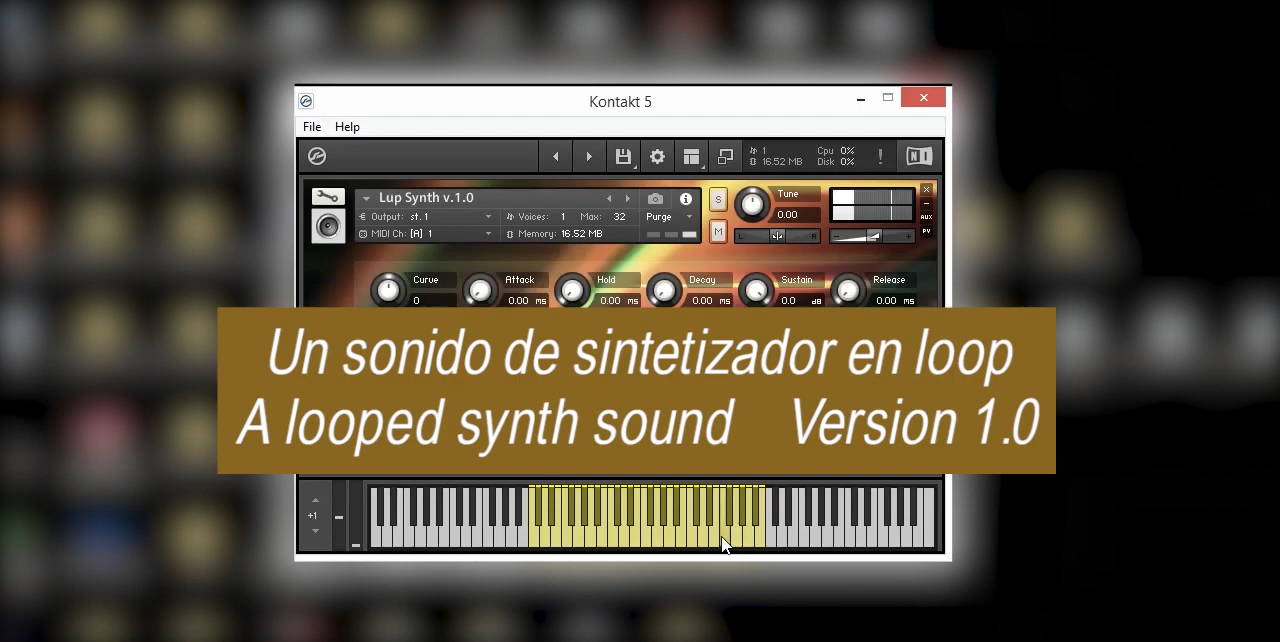 Kontakt 5
File Help
1 Cpu 0%
16.52 MB Disk 0%
Lup Synth v.1.0
S Tune
Output: st. 1 Voices: 1 Max: 32 Purge 0.00
AUX
MIDI Ch: [A] 1 Memory: 16.52 MB M L R - +
PV
Curve Attack Hold Decay Sustain Release
0 0.00 ms 0.00 ms 0.00 ms 0.0 dB 0.00 ms
Un sonido de sintetizador en loop
A looped synth sound Version 1.0
+1